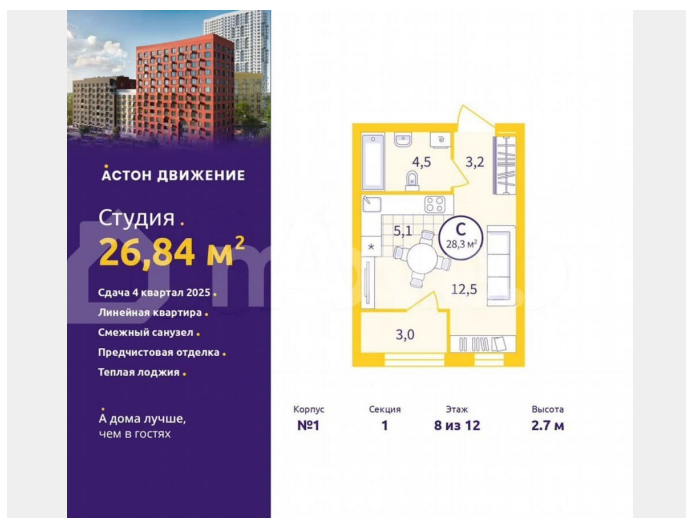 АСТОН ДВИЖЕНИЕ
Студия.
26,84 м²
Сдача 4 квартал 2025.
Линейная квартира.
Смежный санузел.
Предчистовая отделка.
Теплая лоджия.
А дома лучше,
чем в гостях
4,5
3,2
5,1
С
28,3 м²
12,5
3,0
Корпус
№1
Секция
1
Этаж
8 из 12
Высота
2.7 м